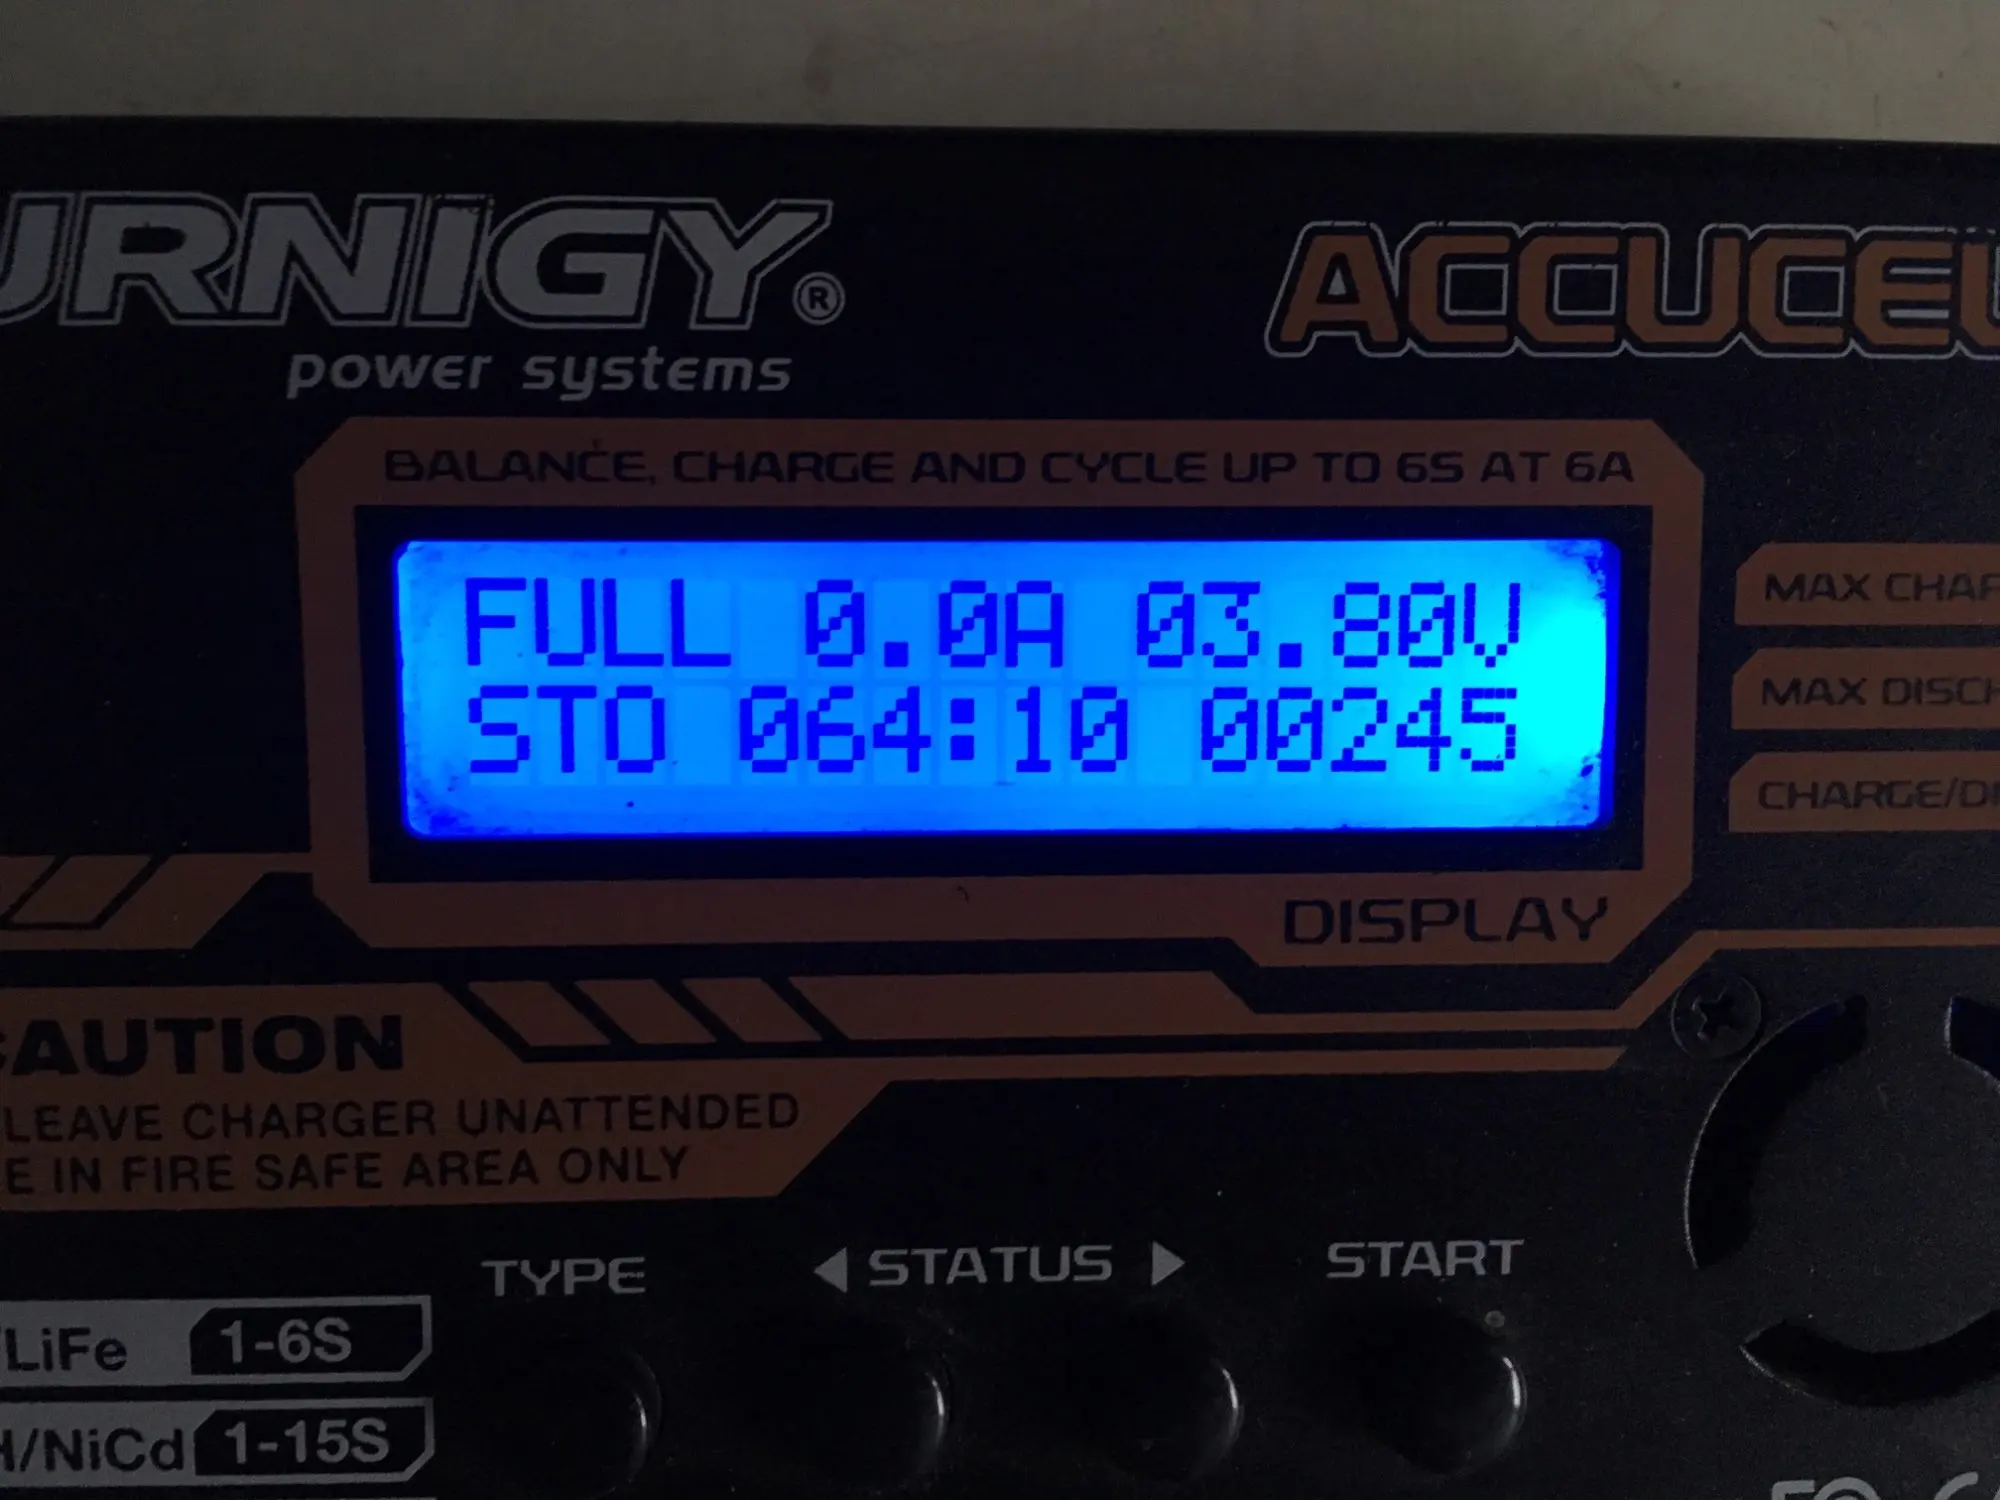 URNIGY®
power systems
ACCUCEL
BALANCE, CHARGE AND CYCLE UP TO 6S AT 6A
FULL 0.0A 03.80V
STO 064:10 00245
DISPLAY
MAX CHAR
MAX DISCH
CHARGE/DI
CAUTION
LEAVE CHARGER UNATTENDED
E IN FIRE SAFE AREA ONLY
TYPE
◀ STATUS ▶
START
/LiFe 1-6S
H/NiCd 1-15S